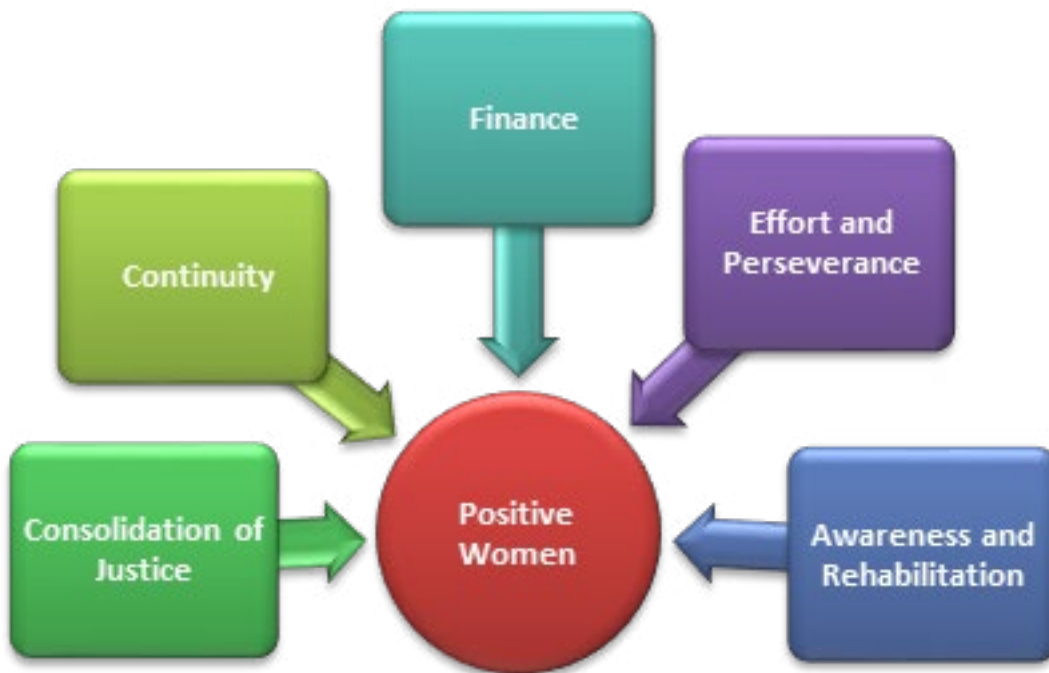 Finance
Effort and
Perseverance
Continuity
Consolidation of
Justice
Positive
Women
Awareness and
Rehabilitation